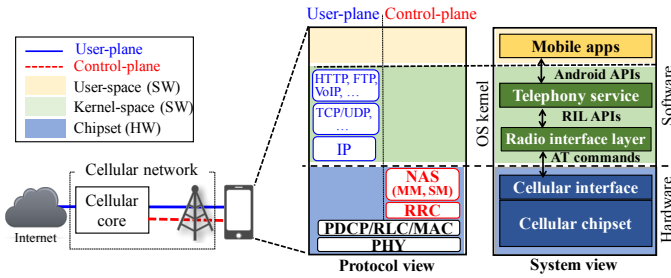 User-plane
Control-plane
User-space (SW)
Kernel-space (SW)
Chipset (HW)
Cellular network
Cellular
core
Internet
User-plane
Control-plane
HTTP, FTP,
VoIP, ...
TCP/UDP,
...
IP
NAS
(MM, SM)
RRC
PDCP/RLC/MAC
PHY
Protocol view
OS kernel
Mobile apps
Android APIs
Telephony service
RIL APIs
Radio interface layer
AT commands
Cellular interface
Cellular chipset
System view
Software
Hardware